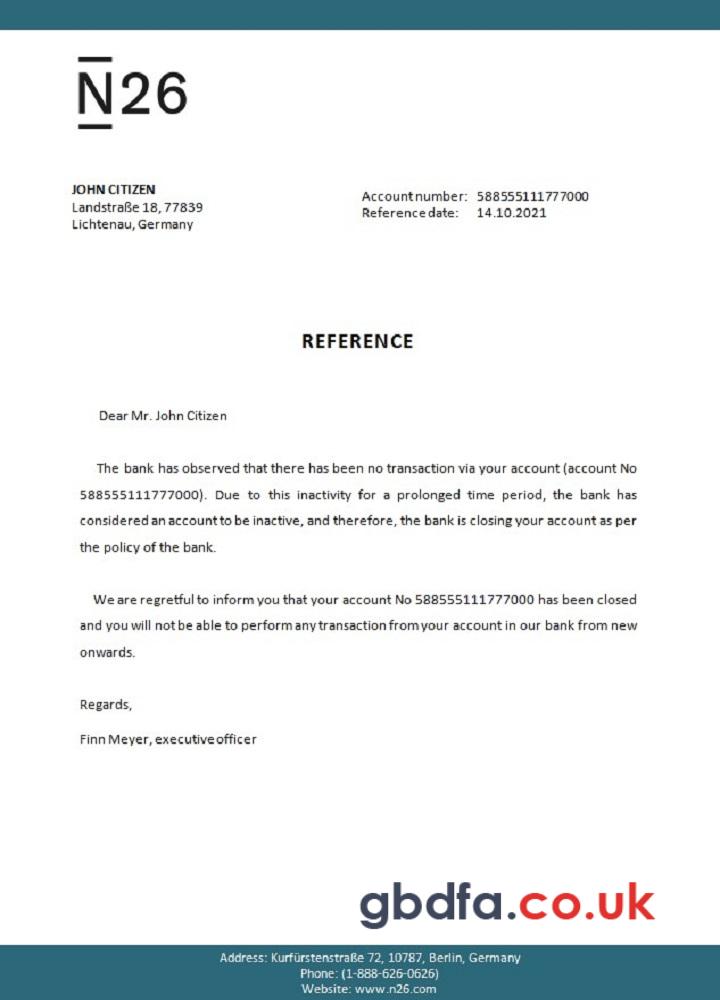 N26
JOHN CITIZEN
Landstraße 18, 77839
Lichtenau, Germany
Account number: 588555111777000
Reference date: 14.10.2021
REFERENCE
Dear Mr. John Citizen
The bank has observed that there has been no transaction via your account (account No
588555111777000). Due to this inactivity for a prolonged time period, the bank has
considered an account to be inactive, and therefore, the bank is closing your account as per
the policy of the bank.
We are regretful to inform you that your account No 588555111777000 has been closed
and you will not be able to perform any transaction from your account in our bank from new
onwards.
Regards,
Finn Meyer, executive officer
gbdfa.co.uk
Address: Kurfürstenstraße 72, 10787, Berlin, Germany
Phone: (1-888-626-0626)
Website: www.n26.com